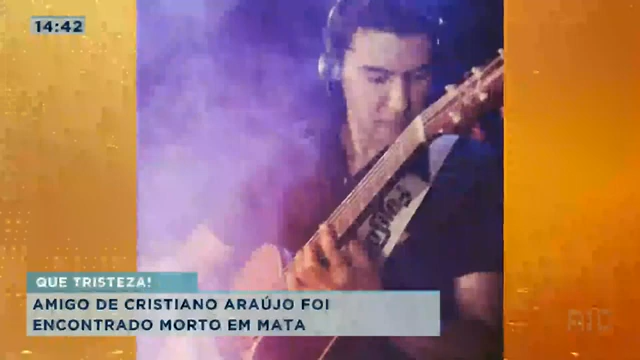 14:42
QUE TRISTEZA!
AMIGO DE CRISTIANO ARAÚJO FOI
ENCONTRADO MORTO EM MATA